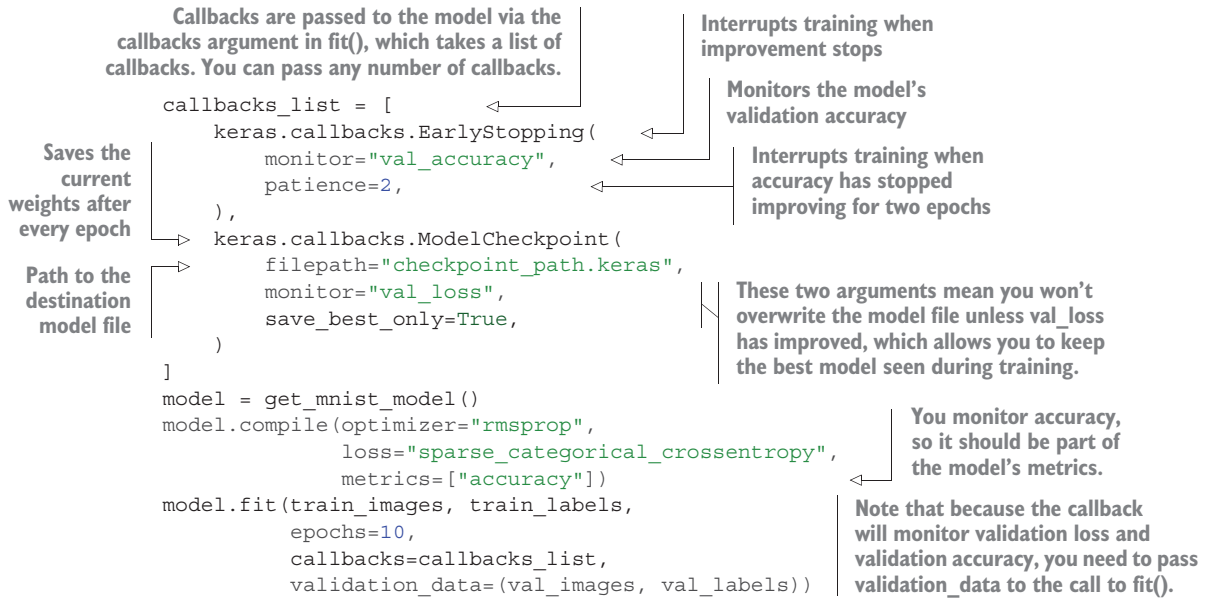 Callbacks are passed to the model via the
callbacks argument in fit(), which takes a list of
callbacks. You can pass any number of callbacks.
Interrupts training when
improvement stops
Monitors the model's
validation accuracy
Interrupts training when
accuracy has stopped
improving for two epochs
Saves the
current
weights after
every epoch
Path to the
destination
model file
callbacks_list = [
    keras.callbacks.EarlyStopping(
        monitor="val_accuracy",
        patience=2,
    ),
    keras.callbacks.ModelCheckpoint(
        filepath="checkpoint_path.keras",
        monitor="val_loss",
        save_best_only=True,
    )
]
model = get_mnist_model()
model.compile(optimizer="rmsprop",
              loss="sparse_categorical_crossentropy",
              metrics=["accuracy"])
model.fit(train_images, train_labels,
          epochs=10,
          callbacks=callbacks_list,
          validation_data=(val_images, val_labels))
These two arguments mean you won't
overwrite the model file unless val_loss
has improved, which allows you to keep
the best model seen during training.
You monitor accuracy,
so it should be part of
the model's metrics.
Note that because the callback
will monitor validation loss and
validation accuracy, you need to pass
validation_data to the call to fit().